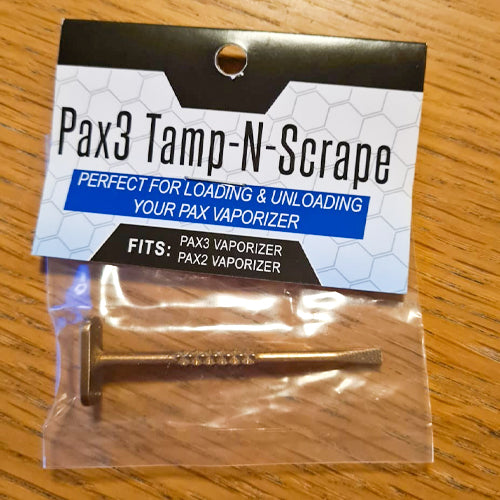 Pax3 Tamp-N-Scrape
PERFECT FOR LOADING & UNLOADING
YOUR PAX VAPORIZER
FITS: PAX3 VAPORIZER
PAX2 VAPORIZER